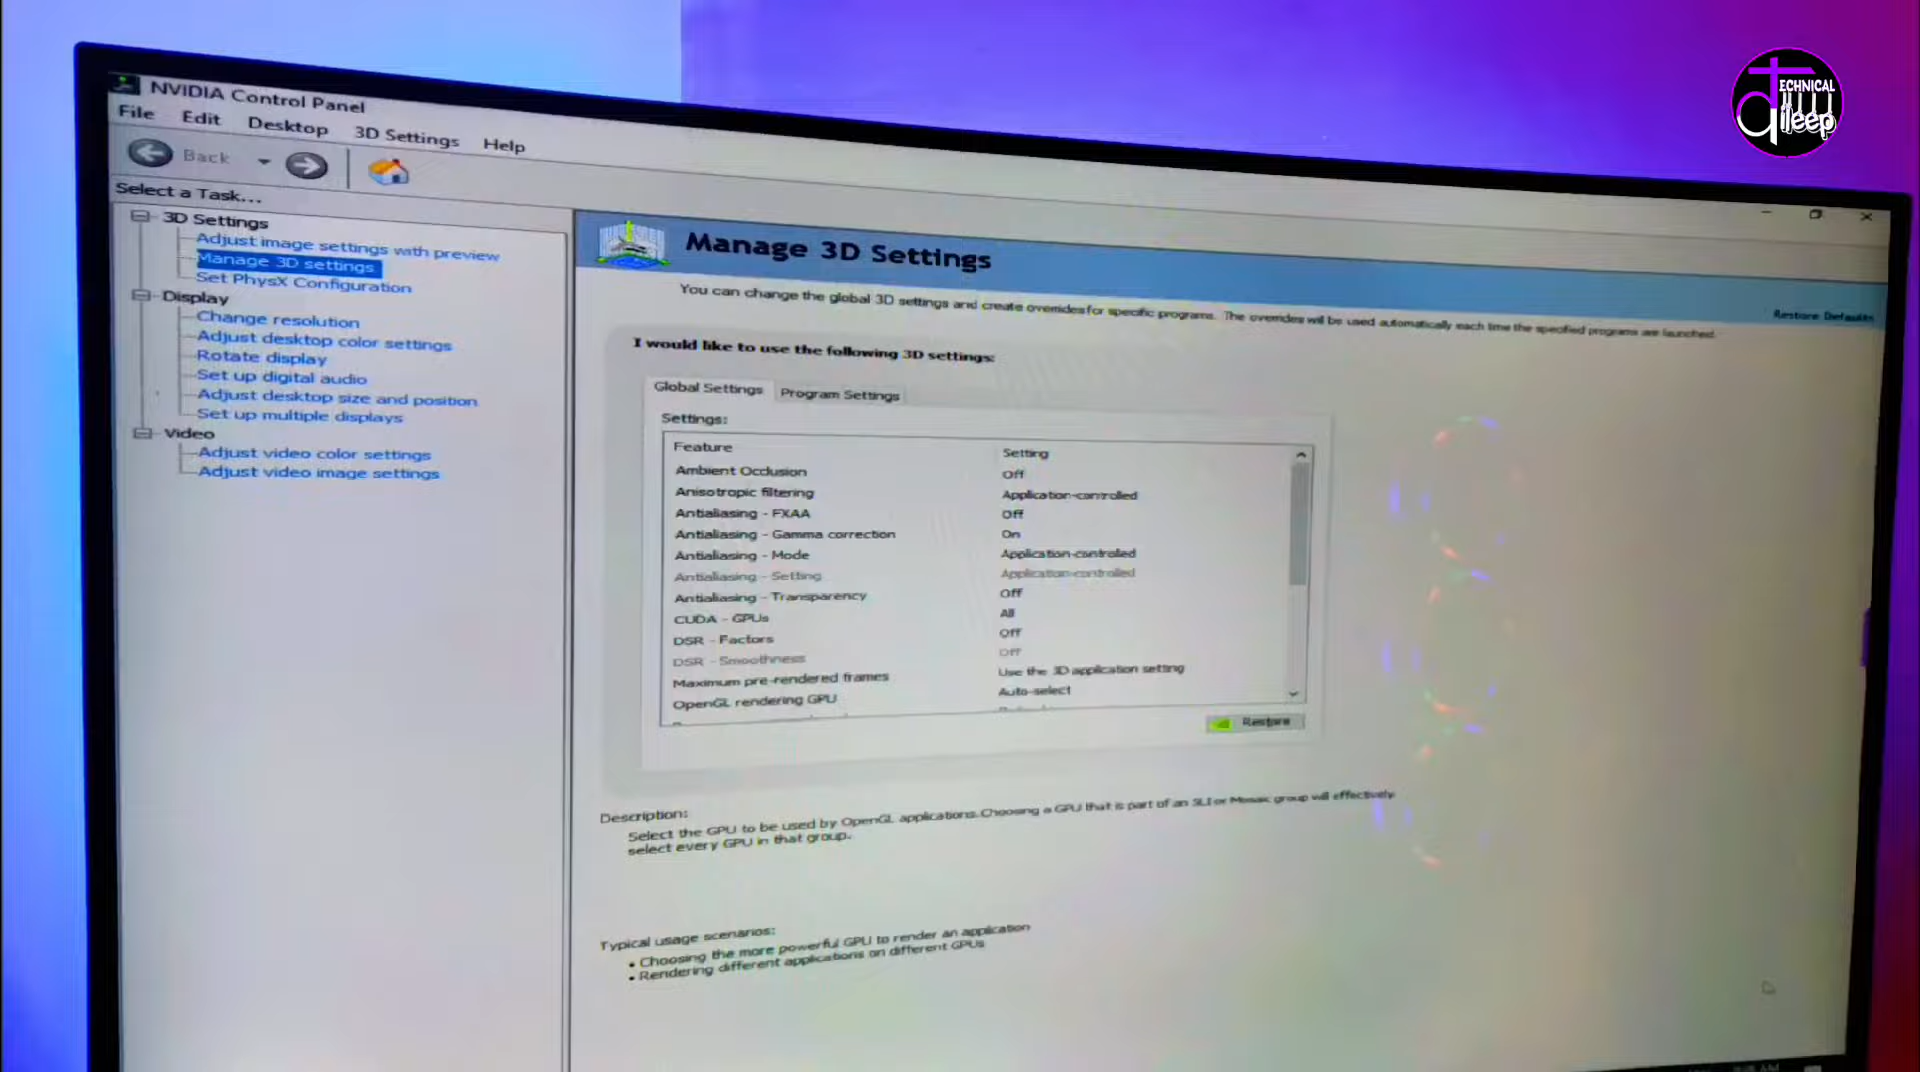 TECHNICAL
dileep
NVIDIA Control Panel
File Edit Desktop 3D Settings Help
Back
Select a Task...
3D Settings
Adjust image settings with preview
Manage 3D settings
Set PhysX Configuration
Display
Change resolution
Adjust desktop color settings
Rotate display
Set up digital audio
Adjust desktop size and position
Set up multiple displays
Video
Adjust video color settings
Adjust video image settings
Manage 3D Settings
You can change the global 3D settings and create overrides for specific programs. The overrides will be used automatically each time the specified programs are launched.
Restore Defaults
I would like to use the following 3D settings:
Global Settings Program Settings
Settings:
Feature Setting
Ambient Occlusion Off
Anisotropic filtering Application-controlled
Antialiasing - FXAA Off
Antialiasing - Gamma correction On
Antialiasing - Mode Application-controlled
Antialiasing - Setting Application-controlled
Antialiasing - Transparency Off
CUDA - GPUs All
DSR - Factors Off
DSR - Smoothness Off
Maximum pre-rendered frames Use the 3D application setting
OpenGL rendering GPU Auto-select
Restore
Description:
Select the GPU to be used by OpenGL applications. Choosing a GPU that is part of an SLI or Mosaic group will effectively
select every GPU in that group.
Typical usage scenarios:
• Choosing the more powerful GPU to render an application
• Rendering different applications on different GPUs